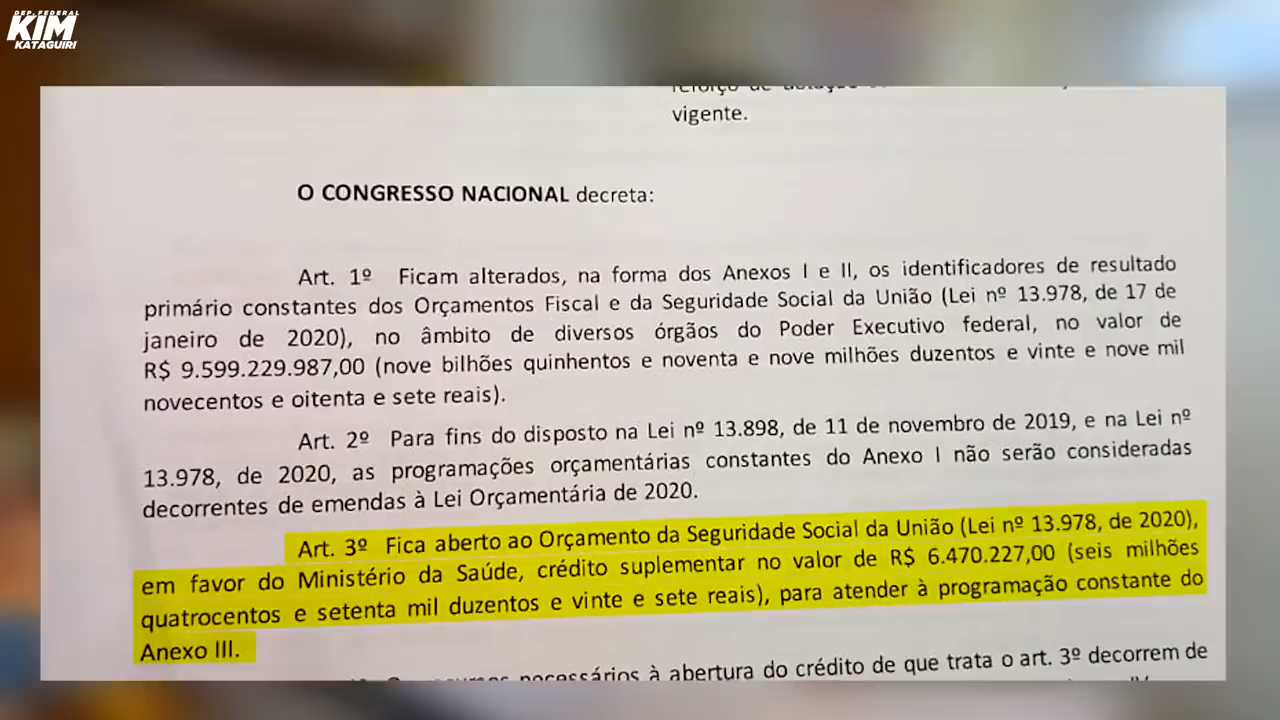 DEP. FEDERAL
KIM
KATAGUIRI
vigente.
O CONGRESSO NACIONAL decreta:
Art. 1º Ficam alterados, na forma dos Anexos I e II, os identificadores de resultado
primário constantes dos Orçamentos Fiscal e da Seguridade Social da União (Lei nº 13.978, de 17 de
janeiro de 2020), no âmbito de diversos órgãos do Poder Executivo federal, no valor de
R$ 9.599.229.987,00 (nove bilhões quinhentos e noventa e nove milhões duzentos e vinte e nove mil
novecentos e oitenta e sete reais).
Art. 2º Para fins do disposto na Lei nº 13.898, de 11 de novembro de 2019, e na Lei nº
13.978, de 2020, as programações orçamentárias constantes do Anexo I não serão consideradas
decorrentes de emendas à Lei Orçamentária de 2020.
Art. 3º Fica aberto ao Orçamento da Seguridade Social da União (Lei nº 13.978, de 2020),
em favor do Ministério da Saúde, crédito suplementar no valor de R$ 6.470.227,00 (seis milhões
quatrocentos e setenta mil duzentos e vinte e sete reais), para atender à programação constante do
Anexo III.
necessários à abertura do crédito de que trata o art. 3º decorrem de